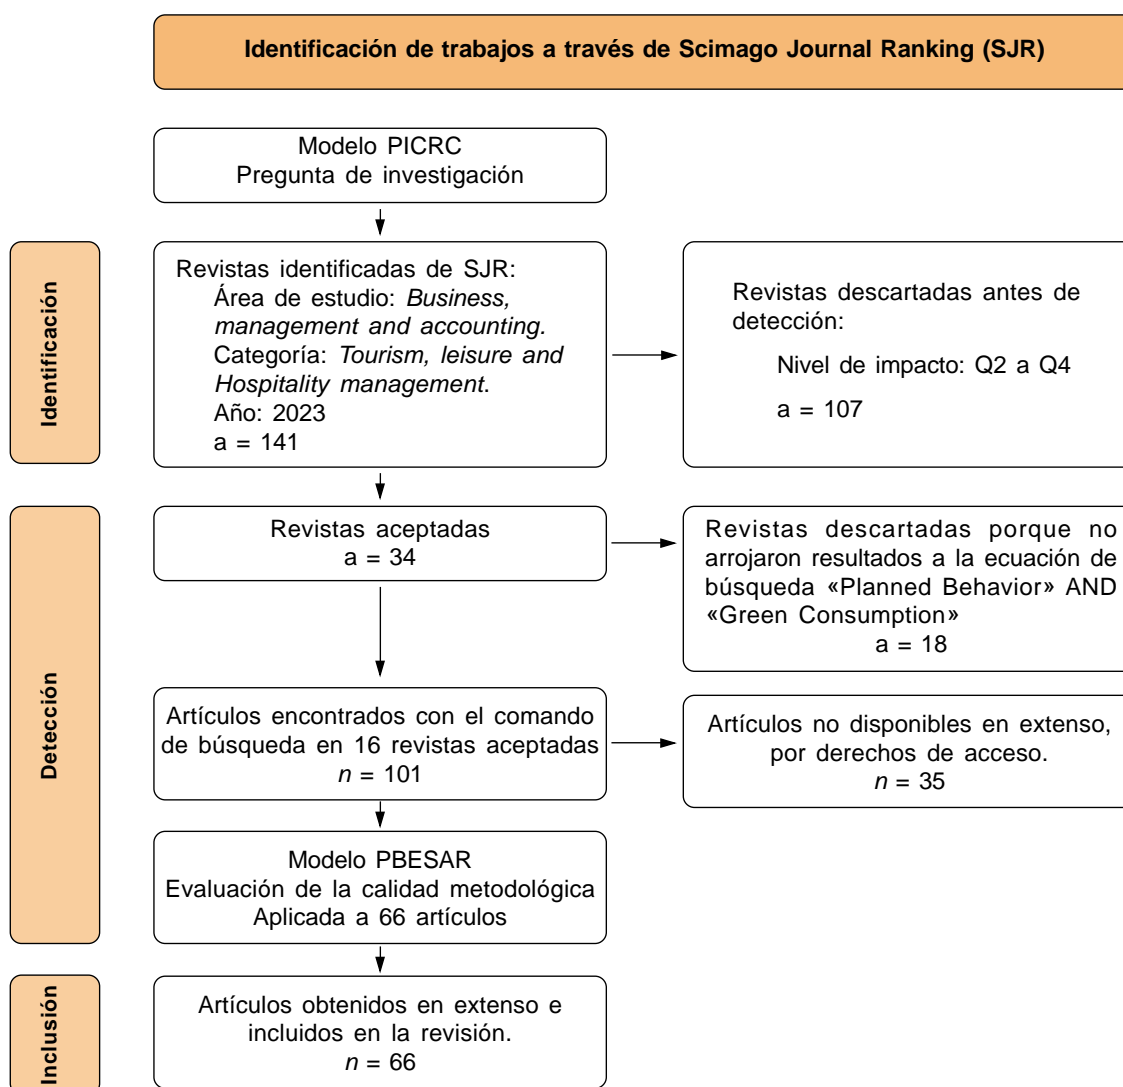 Identificación de trabajos a través de Scimago Journal Ranking (SJR)
Modelo PICRC
Pregunta de investigación
Identificación
Revistas identificadas de SJR:
Área de estudio: Business,
management and accounting.
Categoría: Tourism, leisure and
Hospitality management.
Año: 2023
a = 141
Revistas descartadas antes de
detección:
Nivel de impacto: Q2 a Q4
a = 107
Detección
Revistas aceptadas
a = 34
Revistas descartadas porque no
arrojaron resultados a la ecuación de
búsqueda «Planned Behavior» AND
«Green Consumption»
a = 18
Artículos encontrados con el comando
de búsqueda en 16 revistas aceptadas
n = 101
Artículos no disponibles en extenso,
por derechos de acceso.
n = 35
Modelo PBESAR
Evaluación de la calidad metodológica
Aplicada a 66 artículos
Inclusión
Artículos obtenidos en extenso e
incluidos en la revisión.
n = 66